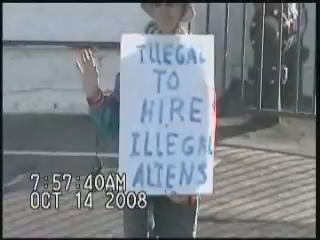 ILLEGAL
TO
HIRE
ILLEGAL
ALIENS
7:57:40AM
OCT 14 2008